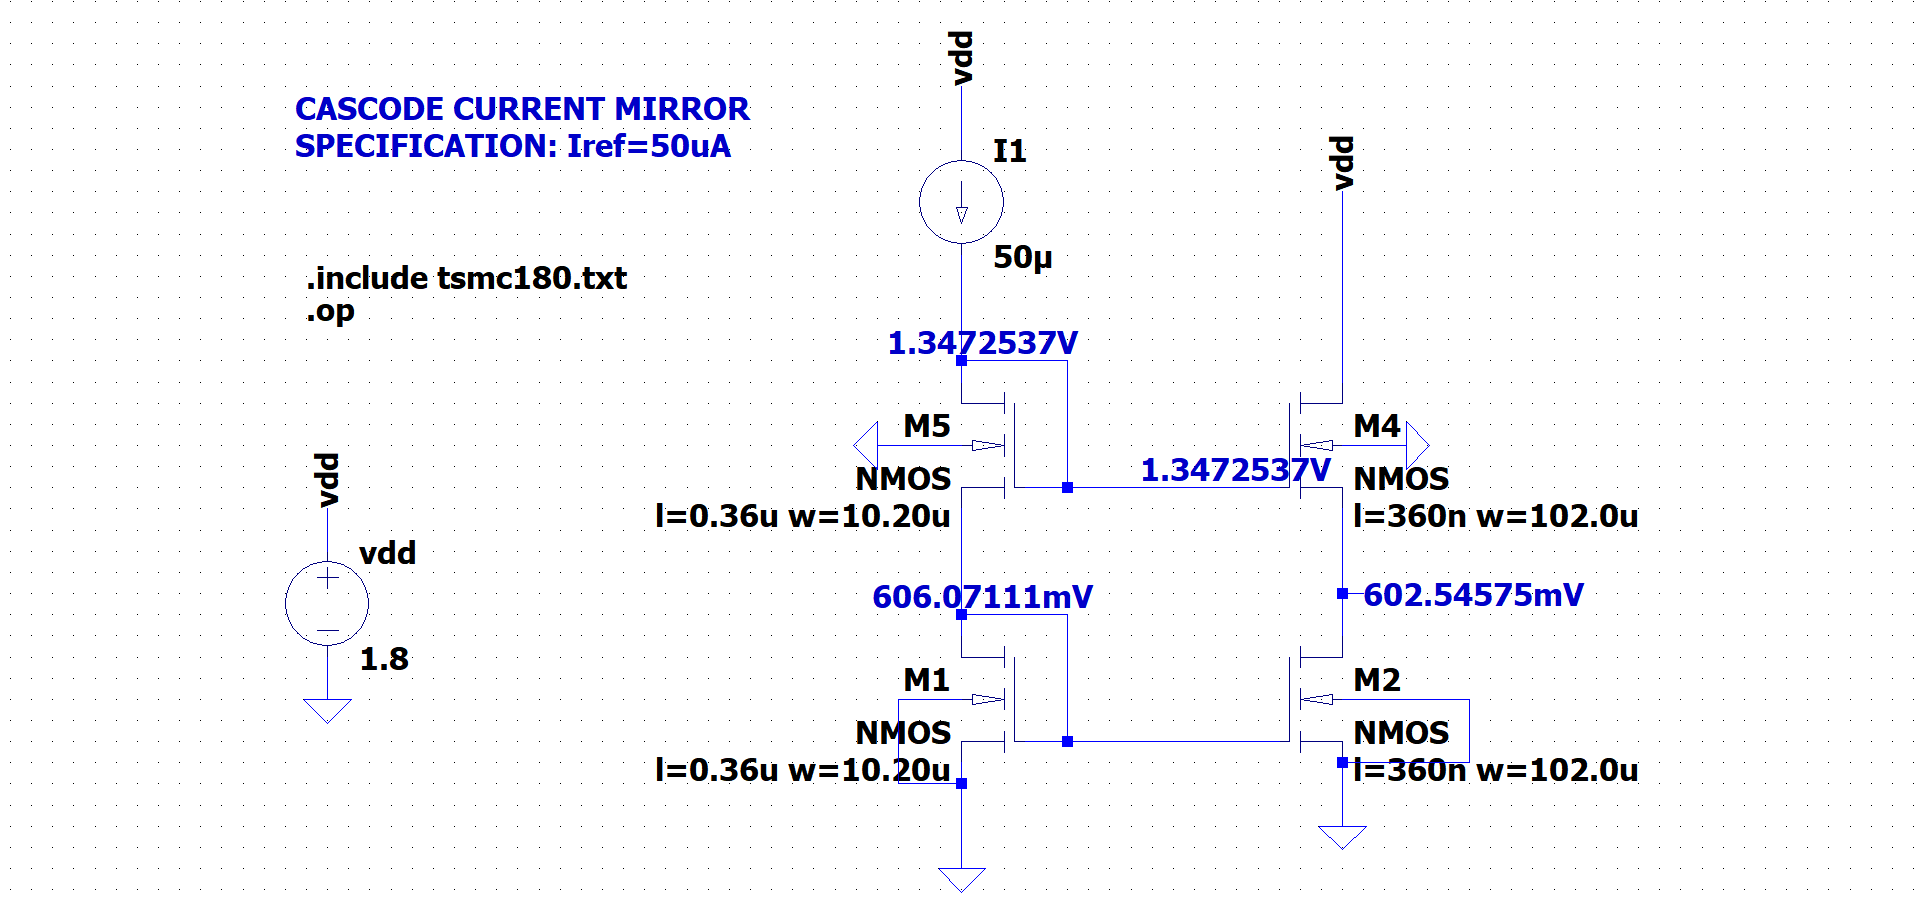 vdd
CASCODE CURRENT MIRROR
SPECIFICATION: Iref=50uA
I1
vdd
50µ
.include tsmc180.txt
.op
1.3472537V
M5
M4
1.3472537V
NMOS
NMOS
l=0.36u w=10.20u
l=360n w=102.0u
vdd
vdd
606.07111mV
602.54575mV
1.8
M1
M2
NMOS
NMOS
l=0.36u w=10.20u
l=360n w=102.0u